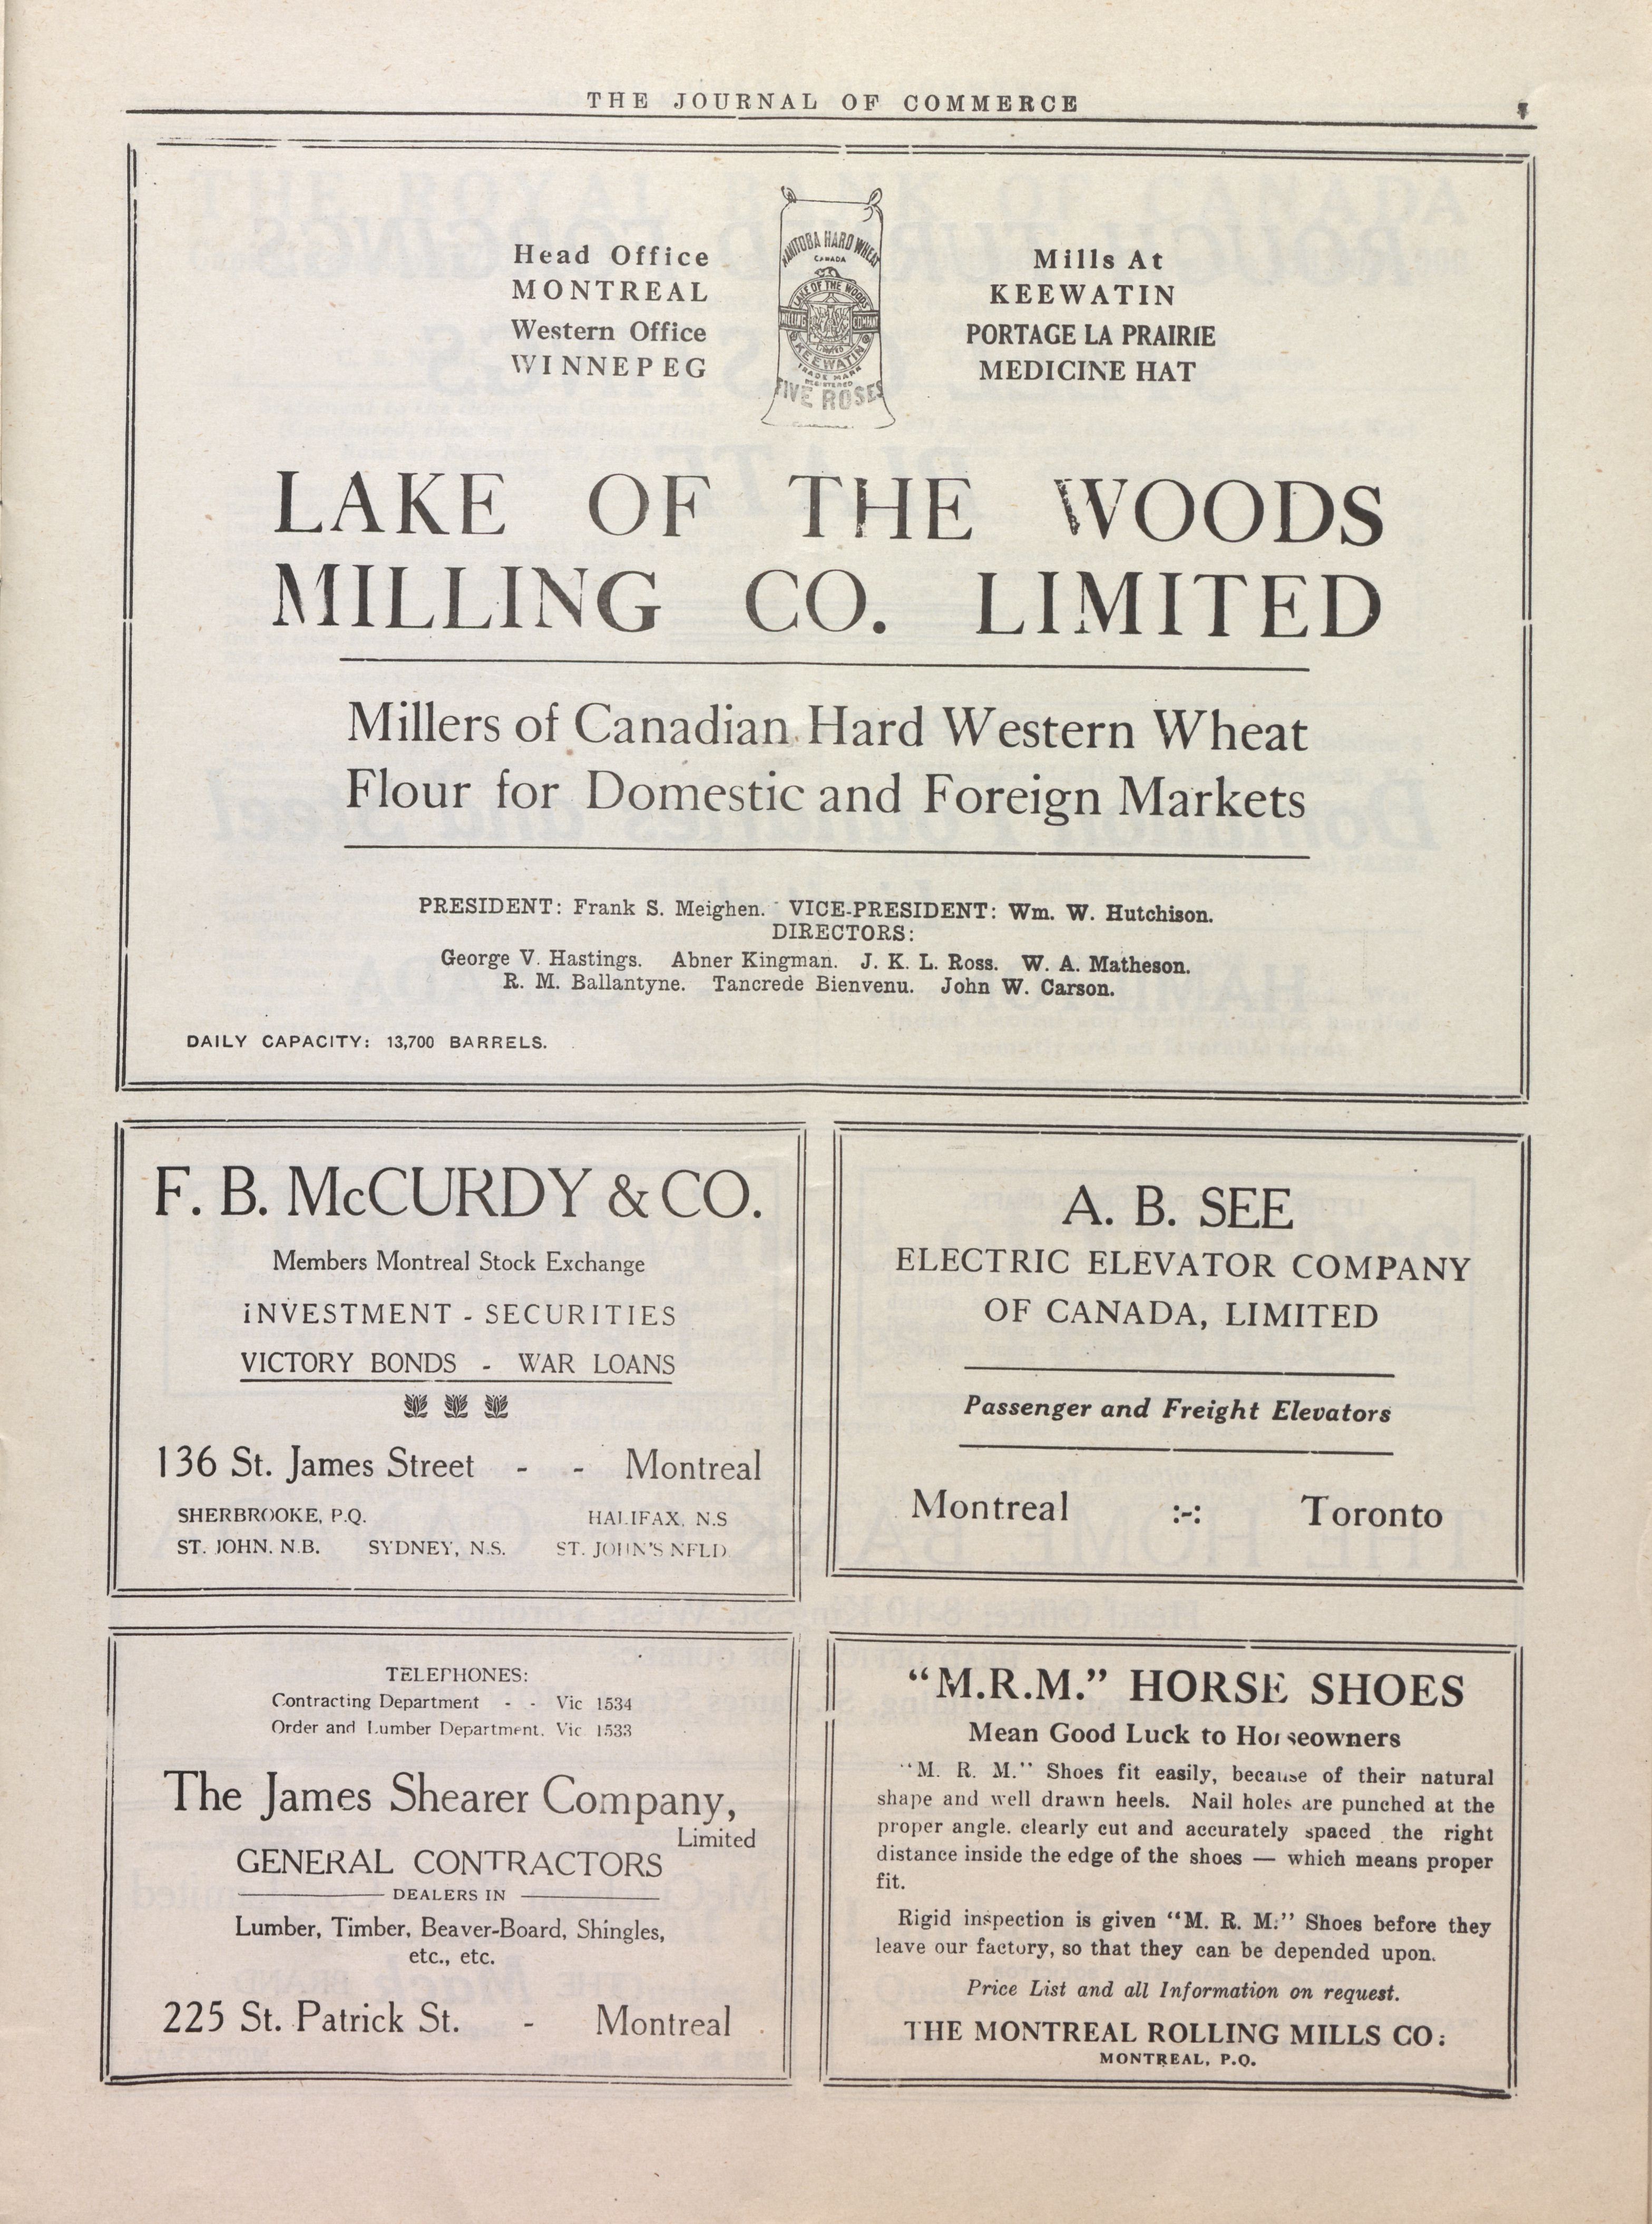 THE JOURNAL OF COMMERCE
Head Office
MONTREAL
Western Office
WINNEPEG
MANITOBA HARD WHEAT
CANADA
LAKE OF THE WOODS
MILLING COMPANY
KEEWATIN
TRADE MARK
REGISTERED
FIVE ROSES
Mills At
KEEWATIN
PORTAGE LA PRAIRIE
MEDICINE HAT
LAKE OF THE WOODS
MILLING CO. LIMITED
Millers of Canadian Hard Western Wheat
Flour for Domestic and Foreign Markets
PRESIDENT: Frank S. Meighen. VICE-PRESIDENT: Wm. W. Hutchison.
DIRECTORS:
George V. Hastings. Abner Kingman. J. K. L. Ross. W. A. Matheson.
R. M. Ballantyne. Tancrede Bienvenu. John W. Carson.
DAILY CAPACITY: 13,700 BARRELS.
F. B. McCURDY & CO.
Members Montreal Stock Exchange
INVESTMENT - SECURITIES
VICTORY BONDS - WAR LOANS
136 St. James Street - - Montreal
SHERBROOKE, P.Q. HALIFAX, N.S
ST. JOHN, N.B. SYDNEY, N.S. ST. JOHN'S NFLD.
A. B. SEE
ELECTRIC ELEVATOR COMPANY
OF CANADA, LIMITED
Passenger and Freight Elevators
Montreal :-: Toronto
TELEPHONES:
Contracting Department - - Vic 1534
Order and Lumber Department. Vic. 1533
The James Shearer Company,
Limited
GENERAL CONTRACTORS
DEALERS IN
Lumber, Timber, Beaver-Board, Shingles,
etc., etc.
225 St. Patrick St. - Montreal
"M.R.M." HORSE SHOES
Mean Good Luck to Horseowners
"M. R. M." Shoes fit easily, because of their natural
shape and well drawn heels. Nail holes are punched at the
proper angle. clearly cut and accurately spaced the right
distance inside the edge of the shoes — which means proper
fit.
Rigid inspection is given "M. R. M." Shoes before they
leave our factory, so that they can be depended upon.
Price List and all Information on request.
THE MONTREAL ROLLING MILLS CO.
MONTREAL, P.Q.